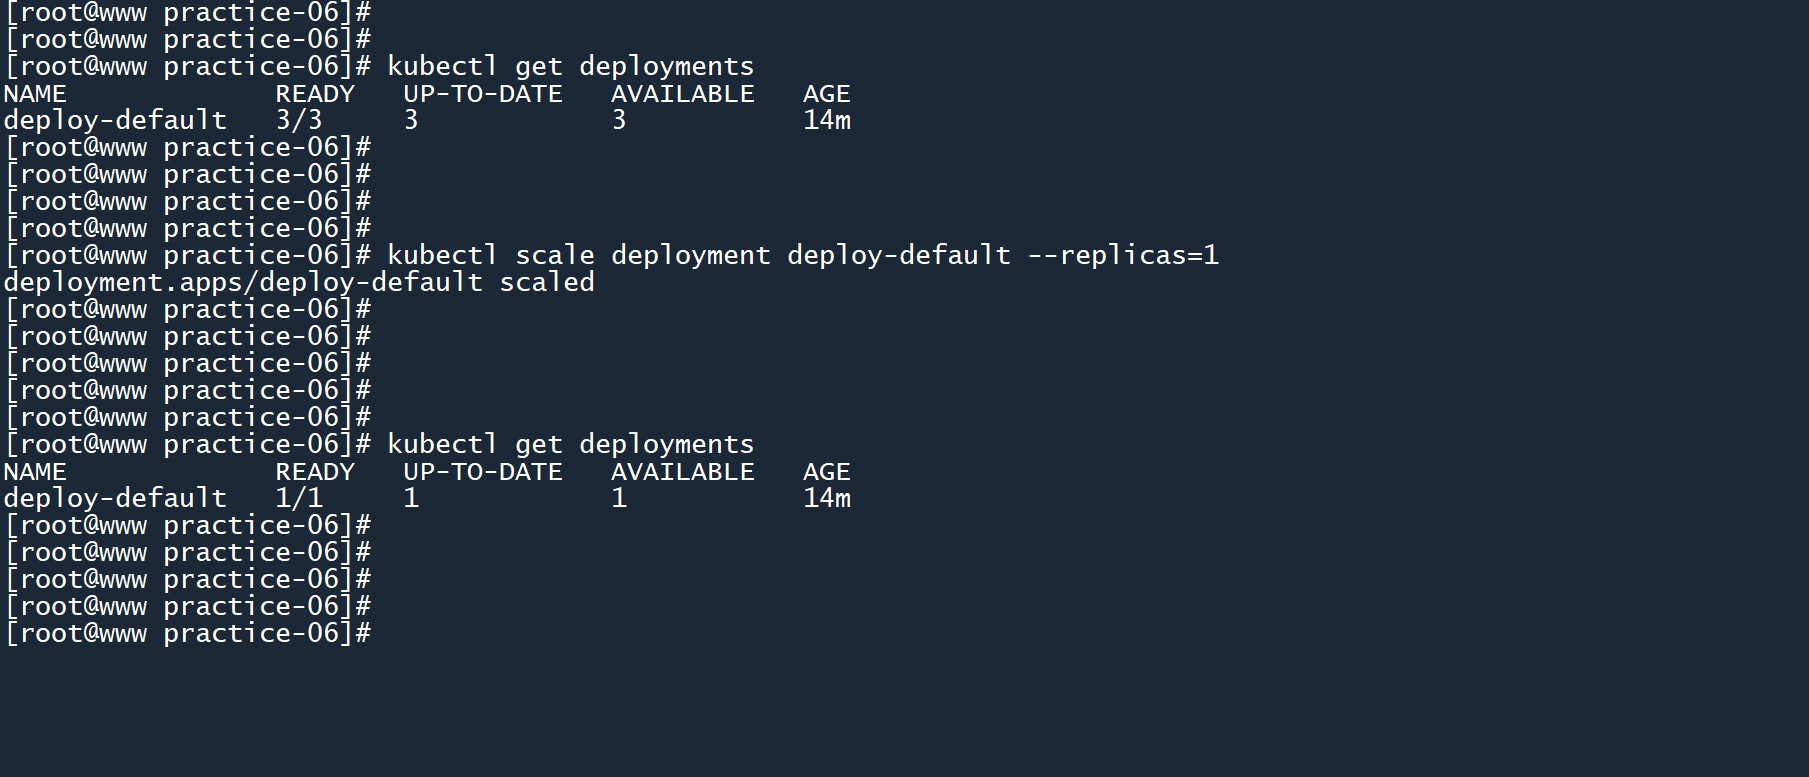 [root@www practice-06]#
[root@www practice-06]#
[root@www practice-06]# kubectl get deployments
NAME             READY   UP-TO-DATE   AVAILABLE   AGE
deploy-default   3/3     3            3           14m
[root@www practice-06]#
[root@www practice-06]#
[root@www practice-06]#
[root@www practice-06]#
[root@www practice-06]# kubectl scale deployment deploy-default --replicas=1
deployment.apps/deploy-default scaled
[root@www practice-06]#
[root@www practice-06]#
[root@www practice-06]#
[root@www practice-06]#
[root@www practice-06]#
[root@www practice-06]# kubectl get deployments
NAME             READY   UP-TO-DATE   AVAILABLE   AGE
deploy-default   1/1     1            1           14m
[root@www practice-06]#
[root@www practice-06]#
[root@www practice-06]#
[root@www practice-06]#
[root@www practice-06]#